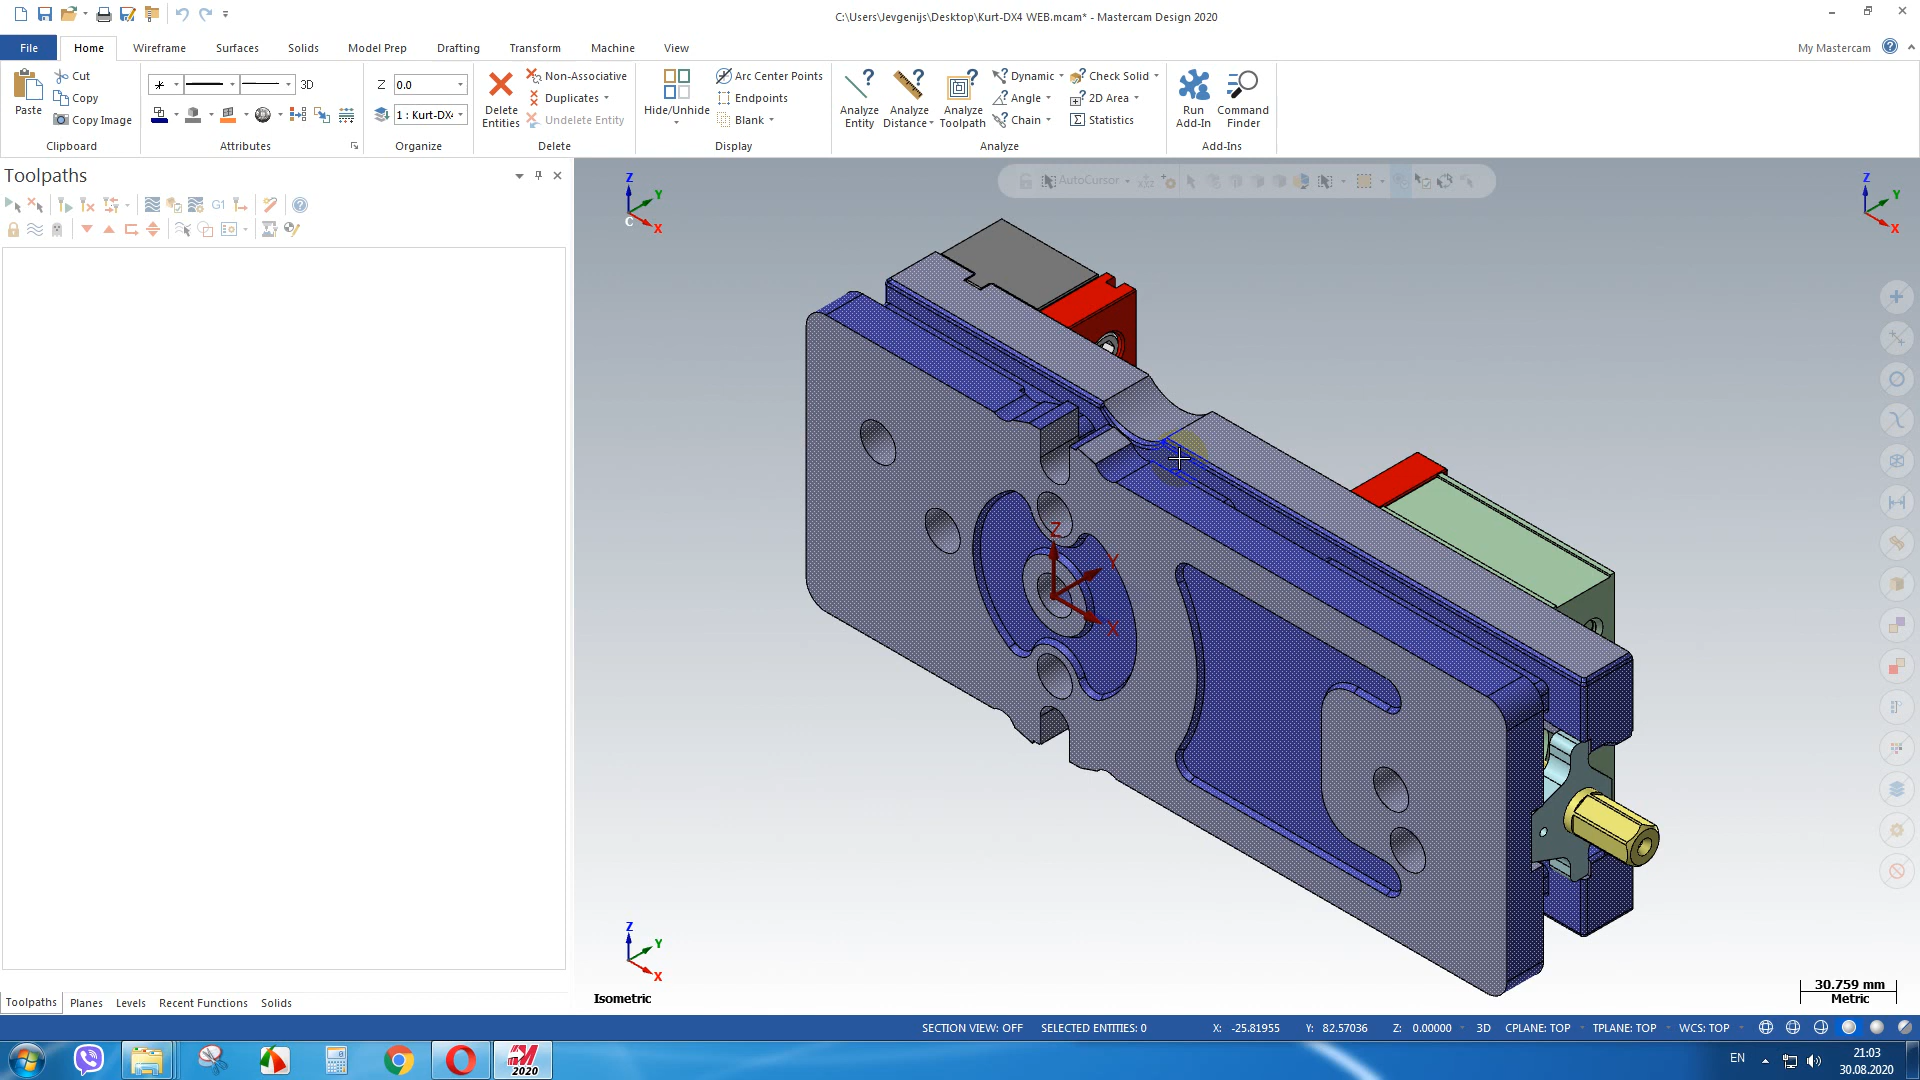 C:\Users\Jevgenijs\Desktop\Kurt-DX4 WEB.mcam* - Mastercam Design 2020
File Home Wireframe Surfaces Solids Model Prep Drafting Transform Machine View My Mastercam
Paste
Cut
Copy
Copy Image
Clipboard
3D
Attributes
Z 0.0
1 : Kurt-DX4
Organize
Delete Entities
Non-Associative
Duplicates
Undelete Entity
Delete
Hide/Unhide
Arc Center Points
Endpoints
Blank
Display
Analyze Entity
Analyze Distance
Analyze Toolpath
Dynamic
Angle
Chain
Check Solid
2D Area
Statistics
Analyze
Run Add-In
Command Finder
Add-Ins
Toolpaths
G1
AutoCursor
Z
Y
X
C
Z
Y
X
Z
Y
X
Z
Y
X
Isometric
30.759 mm
Metric
Toolpaths Planes Levels Recent Functions Solids
SECTION VIEW: OFF SELECTED ENTITIES: 0 X: -25.81955 Y: 82.57036 Z: 0.00000 3D CPLANE: TOP TPLANE: TOP WCS: TOP
2020
EN
21:03
30.08.2020